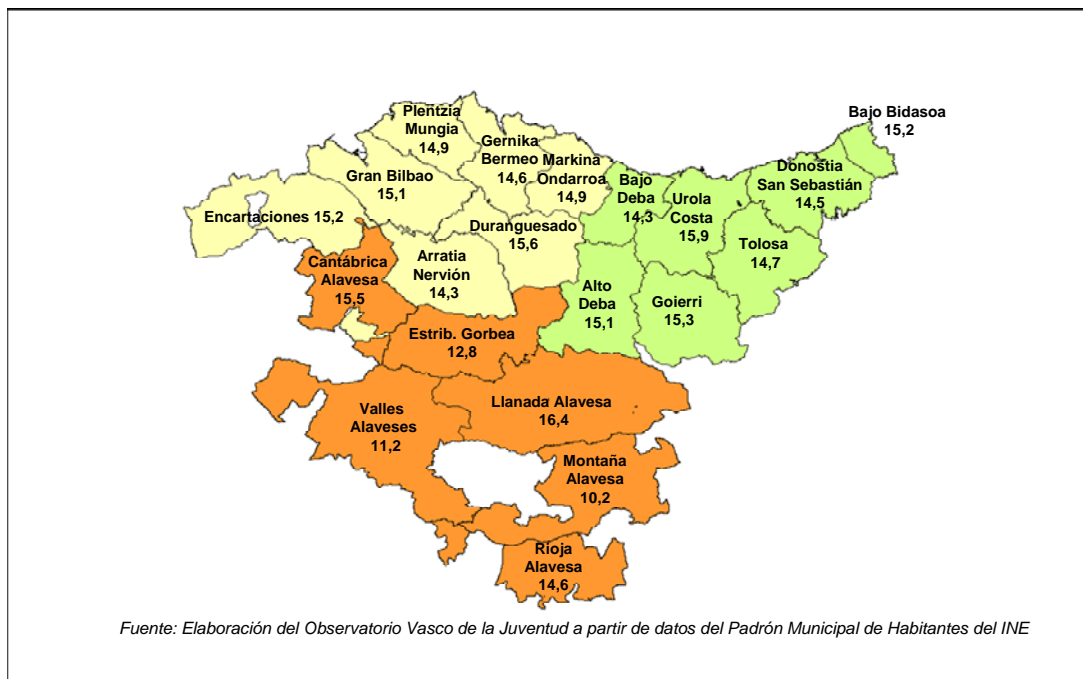 Plentzia
Mungia
14,9
Gernika
Bermeo
14,6
Markina
Ondarroa
14,9
Bajo Bidasoa
15,2
Gran Bilbao
15,1
Bajo
Deba
14,3
Urola
Costa
15,9
Donostia
San Sebastián
14,5
Encartaciones 15,2
Duranguesado
15,6
Tolosa
14,7
Cantábrica
Alavesa
15,5
Arratia
Nervión
14,3
Alto
Deba
15,1
Goierri
15,3
Estrib. Gorbea
12,8
Valles
Alaveses
11,2
Llanada Alavesa
16,4
Montaña
Alavesa
10,2
Rioja
Alavesa
14,6
Fuente: Elaboración del Observatorio Vasco de la Juventud a partir de datos del Padrón Municipal de Habitantes del INE